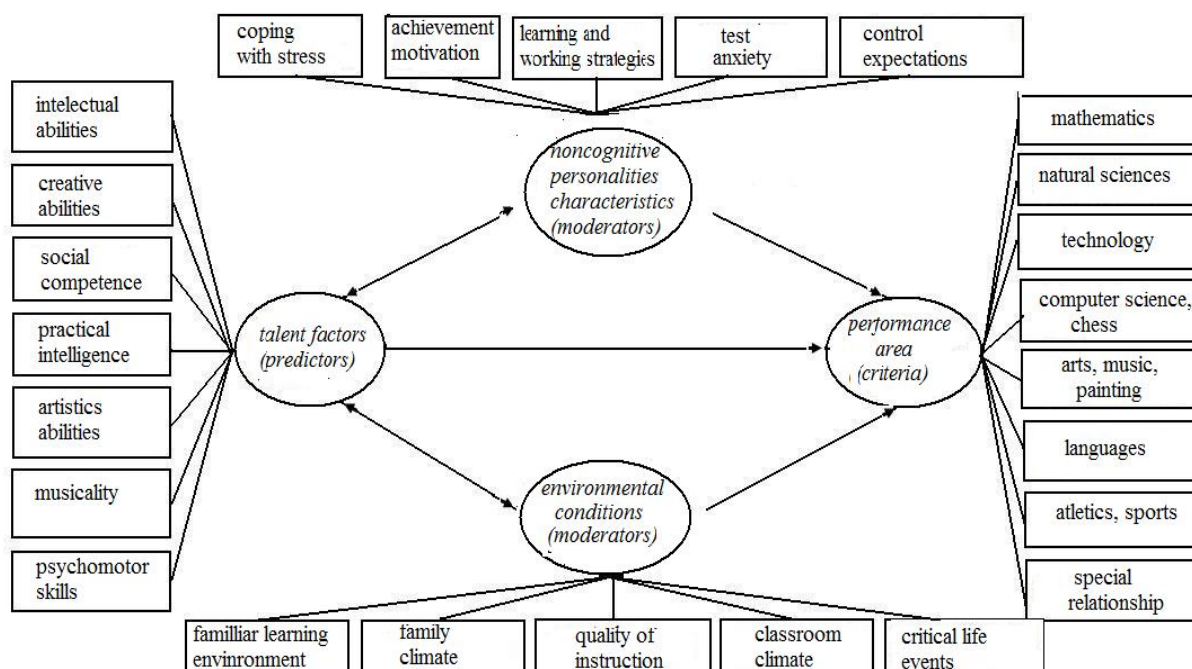 coping
with stress
achievement
motivation
learning and
working strategies
test
anxiety
control
expectations
intelectual
abilities
creative
abilities
social
competence
practical
intelligence
artistics
abilities
musicality
psychomotor
skills
noncognitive
personalities
characteristics
(moderators)
talent factors
(predictors)
performance
area
(criteria)
environmental
conditions
(moderators)
mathematics
natural sciences
technology
computer science,
chess
arts, music,
painting
languages
atletics, sports
special
relationship
familliar learning
envinronment
family
climate
quality of
instruction
classroom
climate
critical life
events